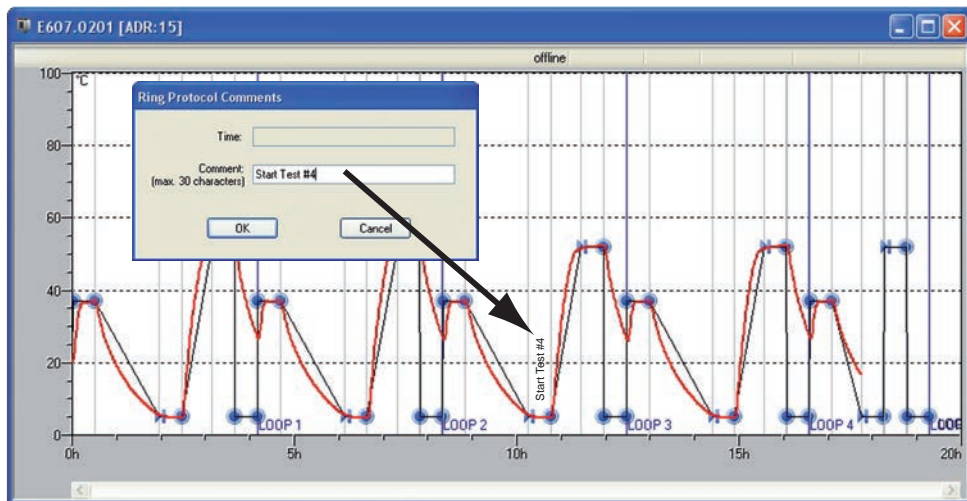 E607.0201 [ADR:15]
offline
100
°C
80
60
40
20
0
Ring Protocol Comments
Time:
Comment:
(max. 30 characters)
Start Test #4
OK
Cancel
Start Test #4
LOOP 1
LOOP 2
LOOP 3
LOOP 4
0h
5h
10h
15h
20h